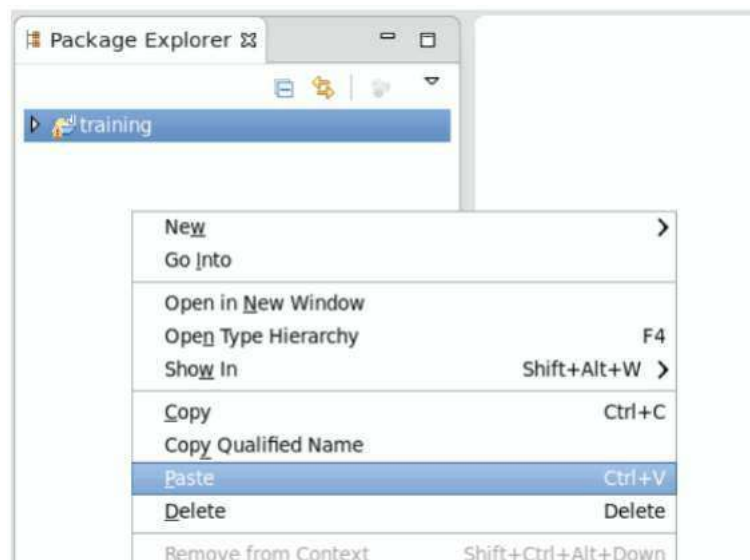 Package Explorer
training
New
Go Into
Open in New Window
Open Type Hierarchy F4
Show In Shift+Alt+W
Copy Ctrl+C
Copy Qualified Name
Paste Ctrl+V
Delete Delete
Remove from Context Shift+Ctrl+Alt+Down